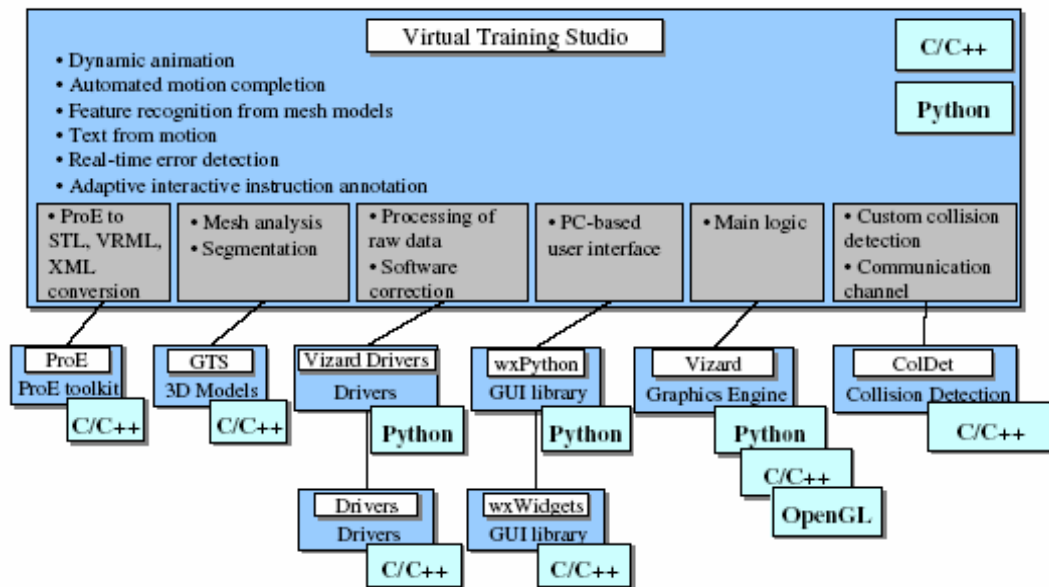 Virtual Training Studio
C/C++
Python
• Dynamic animation
• Automated motion completion
• Feature recognition from mesh models
• Text from motion
• Real-time error detection
• Adaptive interactive instruction annotation
• ProE to
STL, VRML,
XML
conversion
• Mesh analysis
• Segmentation
• Processing of
raw data
• Software
correction
• PC-based
user interface
• Main logic
• Custom collision
detection
• Communication
channel
ProE
ProE toolkit
C/C++
GTS
3D Models
C/C++
Vizard Drivers
Drivers
Python
wxPython
GUI library
Python
Vizard
Graphics Engine
Python
C/C++
OpenGL
ColDet
Collision Detection
C/C++
Drivers
Drivers
C/C++
wxWidgets
GUI library
C/C++